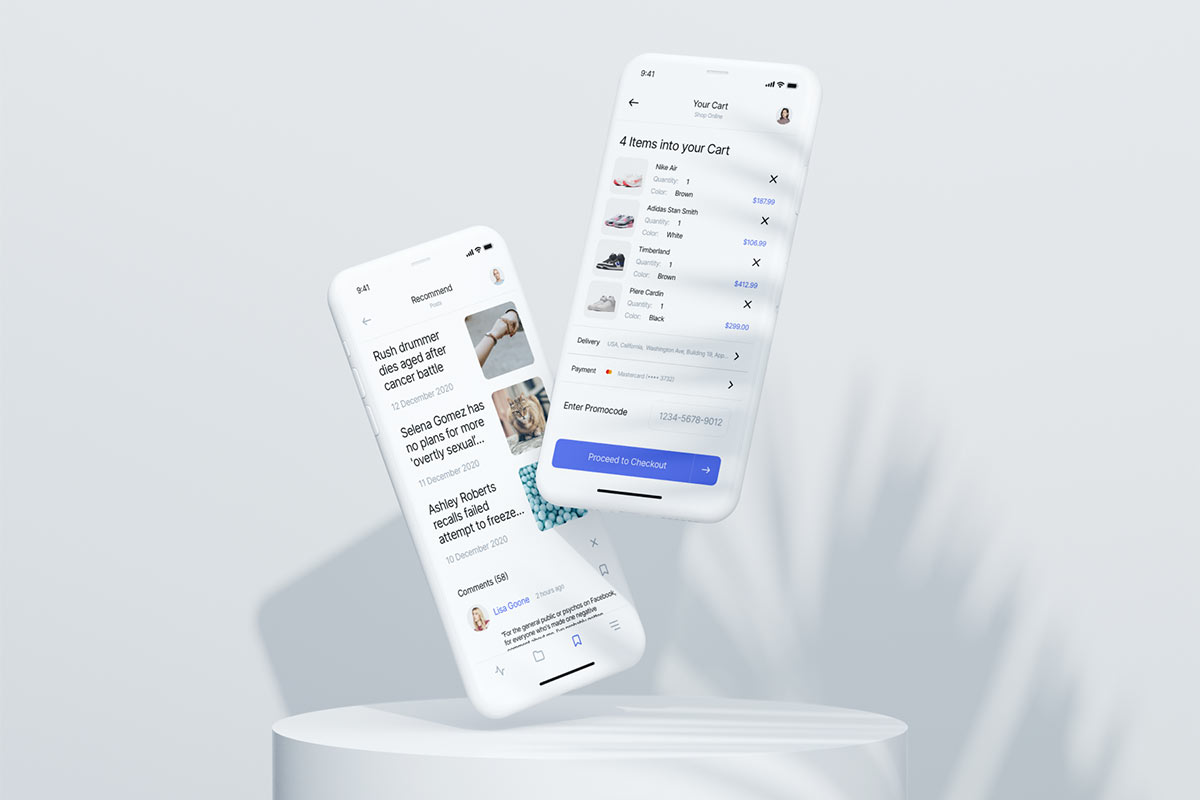 9:41
Recommend
Posts
Rush drummer
dies aged after
cancer battle
12 December 2020
Selena Gomez has
no plans for more
'overtly sexual'...
11 December 2020
Ashley Roberts
recalls failed
attempt to freeze...
10 December 2020
Comments (58)
Lisa Goone 2 hours ago
"For the general public or psychos on Facebook,
for everyone who's made one negative
9:41
Your Cart
Shop Online
4 Items into your Cart
Nike Air
Quantity: 1
Color: Brown
$187.99
Adidas Stan Smith
Quantity: 1
Color: White
$106.99
Timberland
Quantity: 1
Color: Brown
$412.99
Piere Cardin
Quantity: 1
Color: Black
$299.00
Delivery USA, California, Washington Ave, Building 19, App...
Payment Mastercard (•••• 3732)
Enter Promocode 1234-5678-9012
Proceed to Checkout